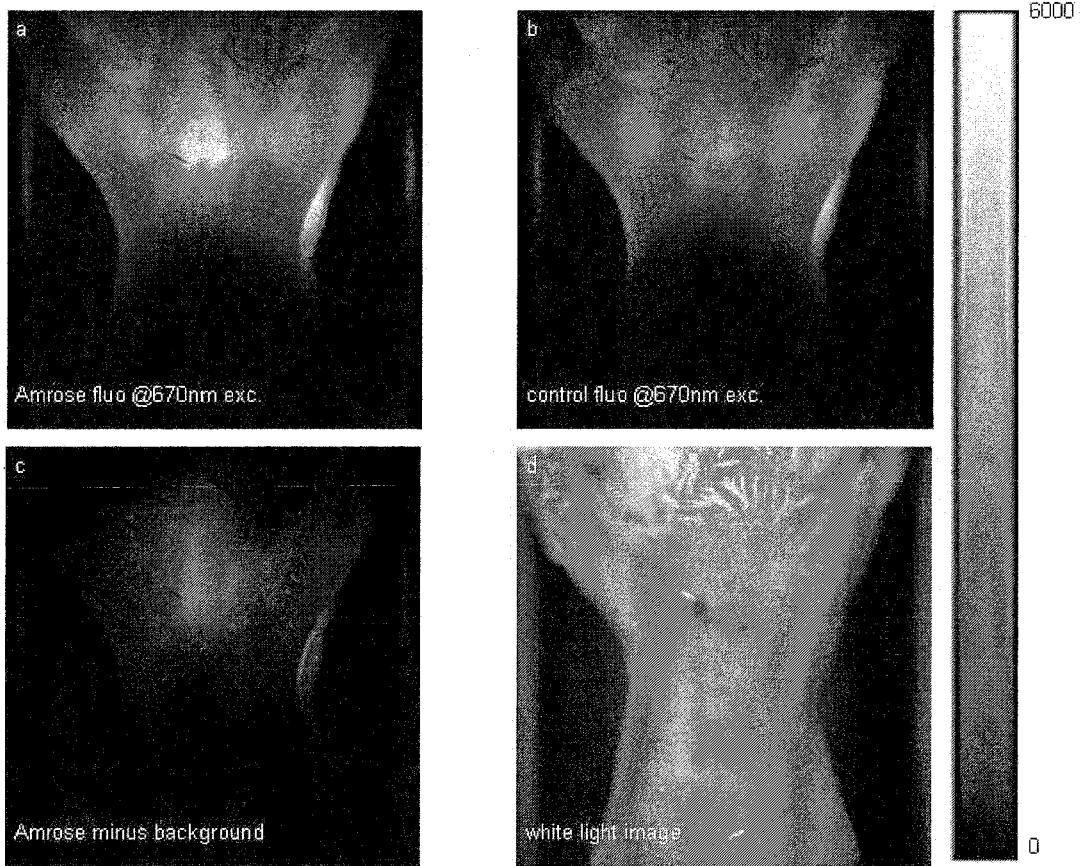 a
b
6000
Amrose fluo @670nm exc.
control fluo @670nm exc.
c
d
Amrose minus background
white light image
0